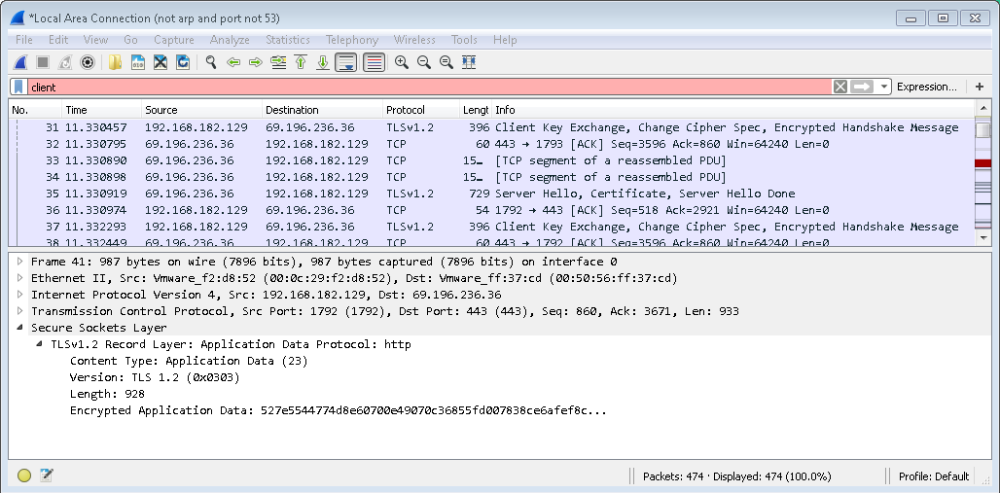 *Local Area Connection (not arp and port not 53)
File Edit View Go Capture Analyze Statistics Telephony Wireless Tools Help
client Expression... +
No. Time Source Destination Protocol Lengt Info
31 11.330457 192.168.182.129 69.196.236.36 TLSv1.2 396 Client Key Exchange, Change Cipher Spec, Encrypted Handshake Message
32 11.330795 69.196.236.36 192.168.182.129 TCP 60 443 → 1793 [ACK] Seq=3596 Ack=860 Win=64240 Len=0
33 11.330890 69.196.236.36 192.168.182.129 TCP 15… [TCP segment of a reassembled PDU]
34 11.330898 69.196.236.36 192.168.182.129 TCP 15… [TCP segment of a reassembled PDU]
35 11.330919 69.196.236.36 192.168.182.129 TLSv1.2 729 Server Hello, Certificate, Server Hello Done
36 11.330974 192.168.182.129 69.196.236.36 TCP 54 1792 → 443 [ACK] Seq=518 Ack=2921 Win=64240 Len=0
37 11.332293 192.168.182.129 69.196.236.36 TLSv1.2 396 Client Key Exchange, Change Cipher Spec, Encrypted Handshake Message
38 11.332449 69.196.236.36 192.168.182.129 TCP 60 443 → 1792 [ACK] Seq=3596 Ack=860 Win=64240 Len=0
Frame 41: 987 bytes on wire (7896 bits), 987 bytes captured (7896 bits) on interface 0
Ethernet II, Src: Vmware_f2:d8:52 (00:0c:29:f2:d8:52), Dst: Vmware_ff:37:cd (00:50:56:ff:37:cd)
Internet Protocol Version 4, Src: 192.168.182.129, Dst: 69.196.236.36
Transmission Control Protocol, Src Port: 1792 (1792), Dst Port: 443 (443), Seq: 860, Ack: 3671, Len: 933
Secure Sockets Layer
TLSv1.2 Record Layer: Application Data Protocol: http
Content Type: Application Data (23)
Version: TLS 1.2 (0x0303)
Length: 928
Encrypted Application Data: 527e5544774d8e60700e49070c36855fd007838ce6afef8c...
Packets: 474 · Displayed: 474 (100.0%) Profile: Default